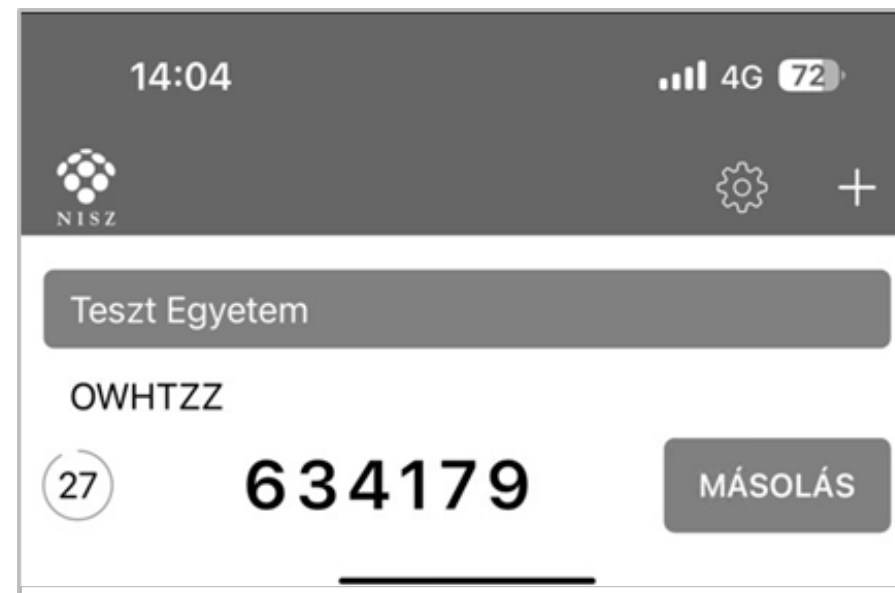 14:04 4G 72
NISZ
Teszt Egyetem
OWHTZZ
27 634179 MÁSOLÁS